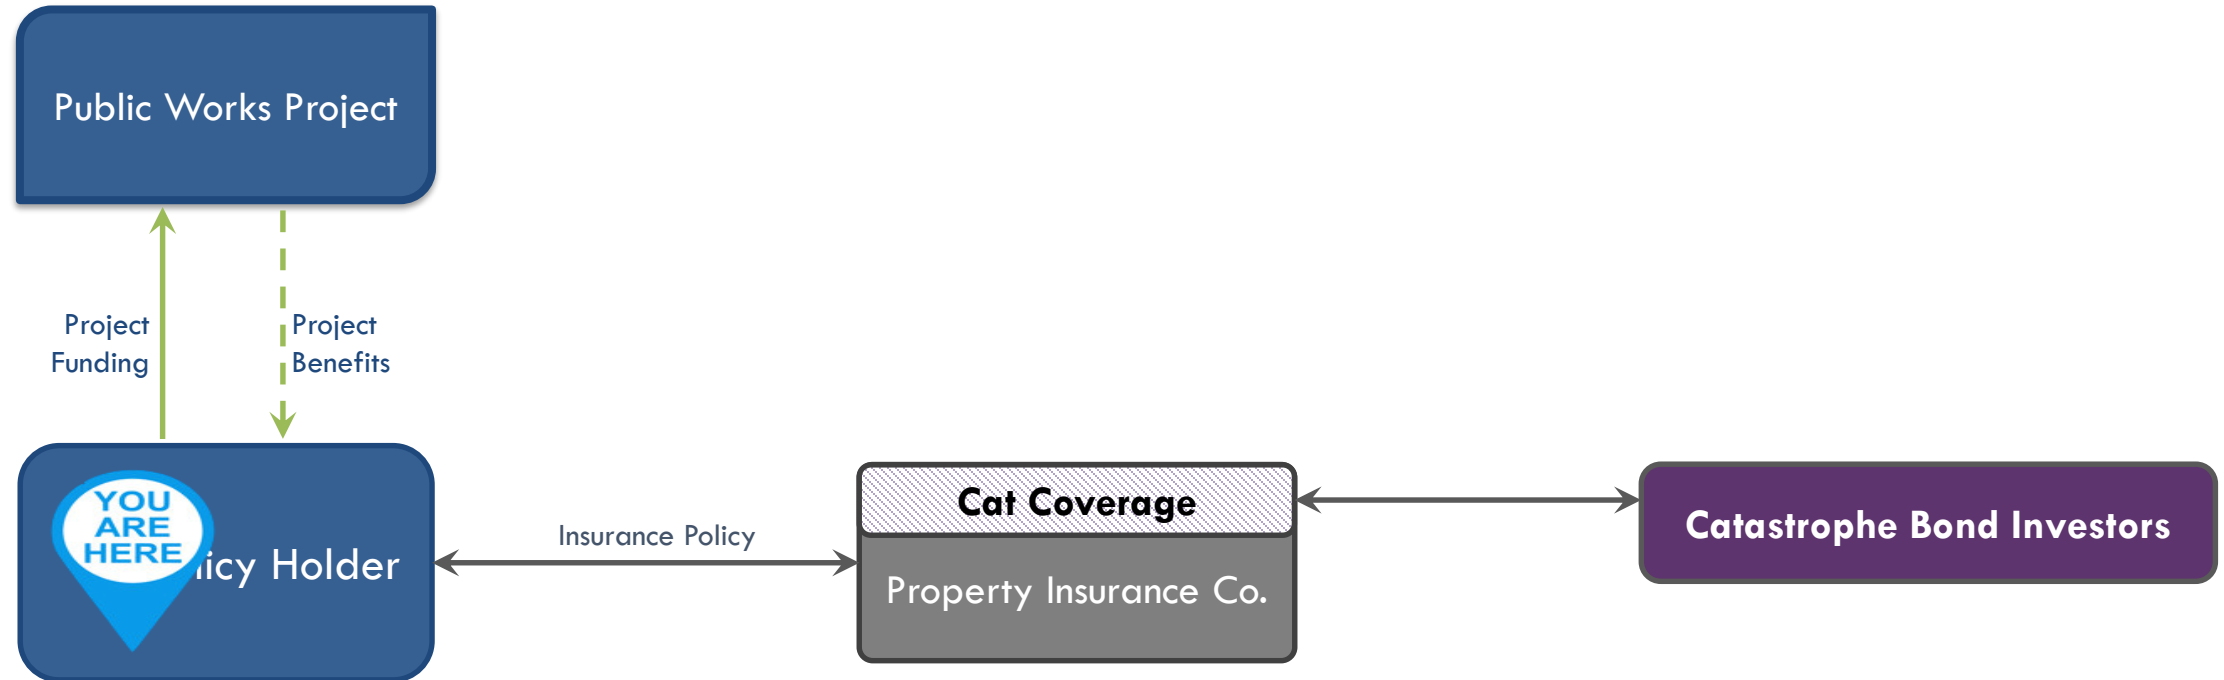 Public Works Project
Project
Funding
Project
Benefits
YOU
ARE
HERE
licy Holder
Insurance Policy
Cat Coverage
Property Insurance Co.
Catastrophe Bond Investors